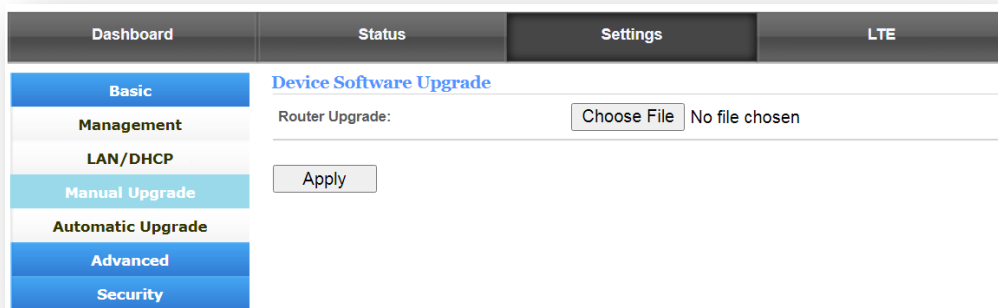 Dashboard Status Settings LTE
Basic
Management
LAN/DHCP
Manual Upgrade
Automatic Upgrade
Advanced
Security
Device Software Upgrade
Router Upgrade: Choose File No file chosen
Apply